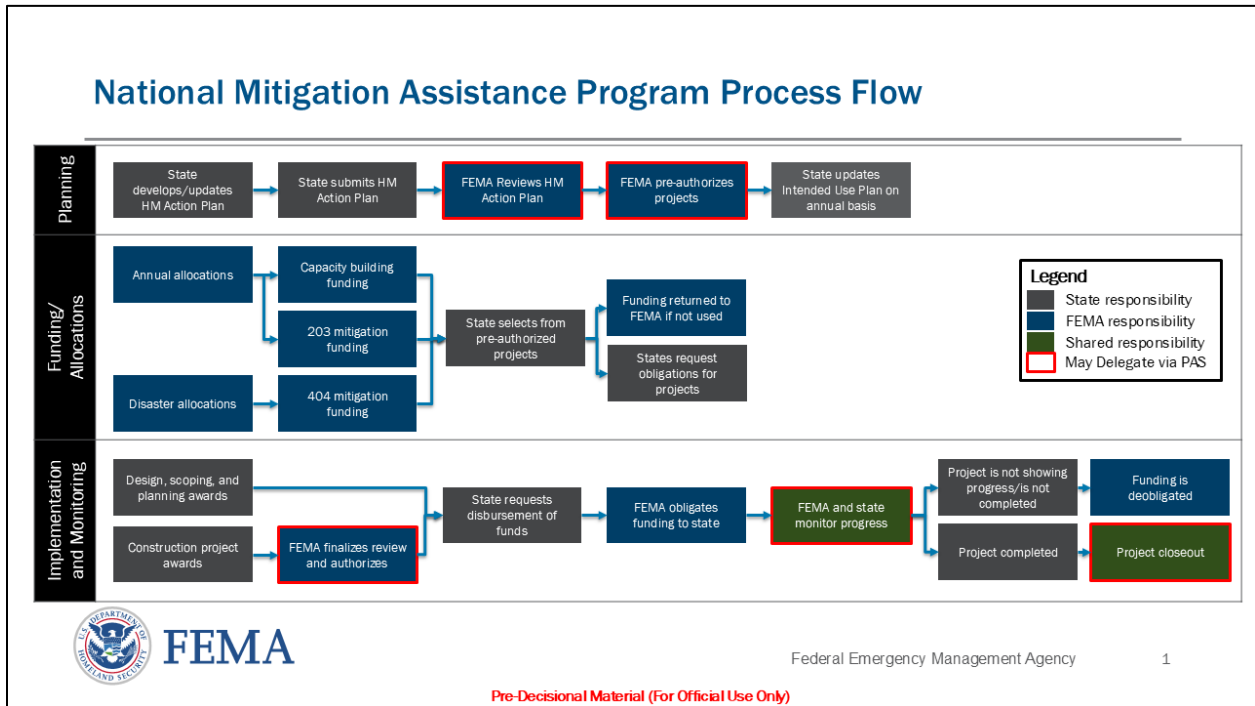 National Mitigation Assistance Program Process Flow
Planning
State
develops/updates
HM Action Plan
State submits HM
Action Plan
FEMA Reviews HM
Action Plan
FEMA pre-authorizes
projects
State updates
Intended Use Plan on
annual basis
Funding/
Allocations
Annual allocations
Capacity building
funding
203 mitigation
funding
Disaster allocations
404 mitigation
funding
State selects from
pre-authorized
projects
Funding returned to
FEMA if not used
States request
obligations for
projects
Legend
State responsibility
FEMA responsibility
Shared responsibility
May Delegate via PAS
Implementation
and Monitoring
Design, scoping, and
planning awards
Construction project
awards
FEMA finalizes review
and authorizes
State requests
disbursement of
funds
FEMA obligates
funding to state
FEMA and state
monitor progress
Project is not showing
progress/is not
completed
Funding is
deobligated
Project completed
Project closeout
U.S. DEPARTMENT OF
HOMELAND SECURITY
FEMA
Federal Emergency Management Agency
1
Pre-Decisional Material (For Official Use Only)